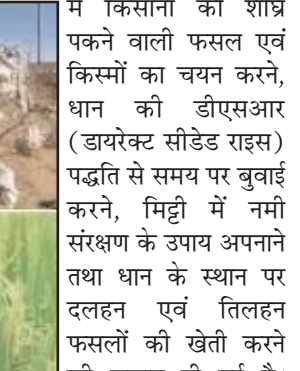 में किसानों को शीघ्र
पकने वाली फसल एवं
किस्मों का चयन करने,
धान की डीएसआर
(डायरेक्ट सीडेड राइस)
पद्धति से समय पर बुवाई
करने, मिट्टी में नमी
संरक्षण के उपाय अपनाने
तथा धान के स्थान पर
दलहन एवं तिलहन
फसलों की खेती करने